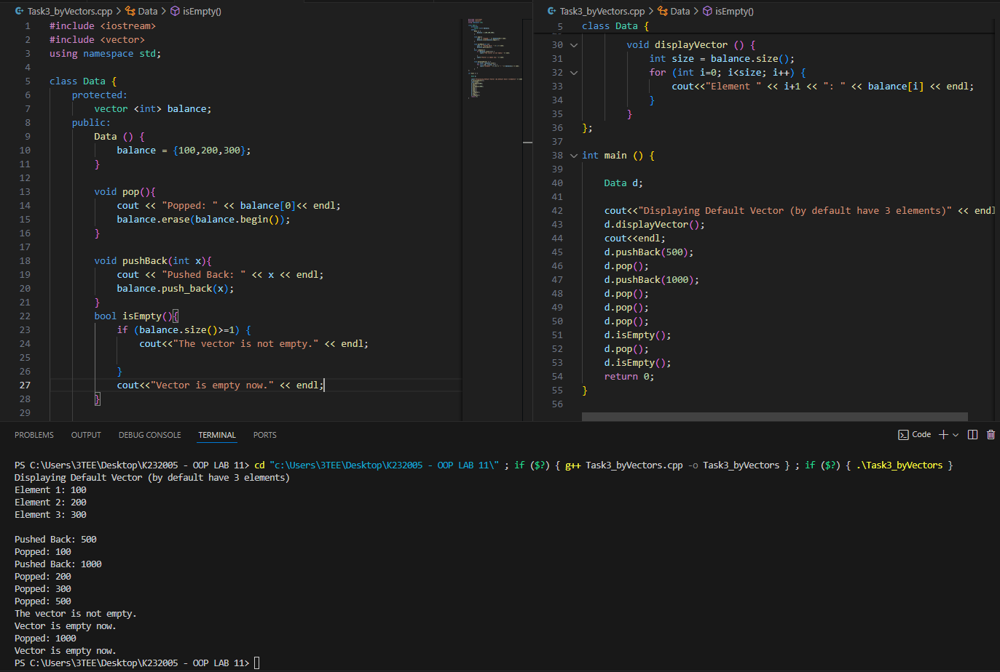 Task3_byVectors.cpp > Data > isEmpty()
1 #include <iostream>
2 #include <vector>
3 using namespace std;
4
5 class Data {
6 protected:
7 vector <int> balance;
8 public:
9 Data () {
10 balance = {100,200,300};
11 }
12
13 void pop(){
14 cout << "Popped: " << balance[0]<< endl;
15 balance.erase(balance.begin());
16 }
17
18 void pushBack(int x){
19 cout << "Pushed Back: " << x << endl;
20 balance.push_back(x);
21 }
22 bool isEmpty(){
23 if (balance.size()>=1) {
24 cout<<"The vector is not empty." << endl;
25
26 }
27 cout<<"Vector is empty now." << endl;
28 }
29
Task3_byVectors.cpp > Data > isEmpty()
5 class Data {
30 void displayVector () {
31 int size = balance.size();
32 for (int i=0; i<size; i++) {
33 cout<<"Element " << i+1 << ": " << balance[i] << endl;
34 }
35 }
36 };
37
38 int main () {
39
40 Data d;
41
42 cout<<"Displaying Default Vector (by default have 3 elements)" << endl
43 d.displayVector();
44 cout<<endl;
45 d.pushBack(500);
46 d.pop();
47 d.pushBack(1000);
48 d.pop();
49 d.pop();
50 d.pop();
51 d.isEmpty();
52 d.pop();
53 d.isEmpty();
54 return 0;
55 }
56
PROBLEMS OUTPUT DEBUG CONSOLE TERMINAL PORTS Code
PS C:\Users\3TEE\Desktop\K232005 - OOP LAB 11> cd "c:\Users\3TEE\Desktop\K232005 - OOP LAB 11\" ; if ($?) { g++ Task3_byVectors.cpp -o Task3_byVectors } ; if ($?) { .\Task3_byVectors }
Displaying Default Vector (by default have 3 elements)
Element 1: 100
Element 2: 200
Element 3: 300

Pushed Back: 500
Popped: 100
Pushed Back: 1000
Popped: 200
Popped: 300
Popped: 500
The vector is not empty.
Vector is empty now.
Popped: 1000
Vector is empty now.
PS C:\Users\3TEE\Desktop\K232005 - OOP LAB 11>